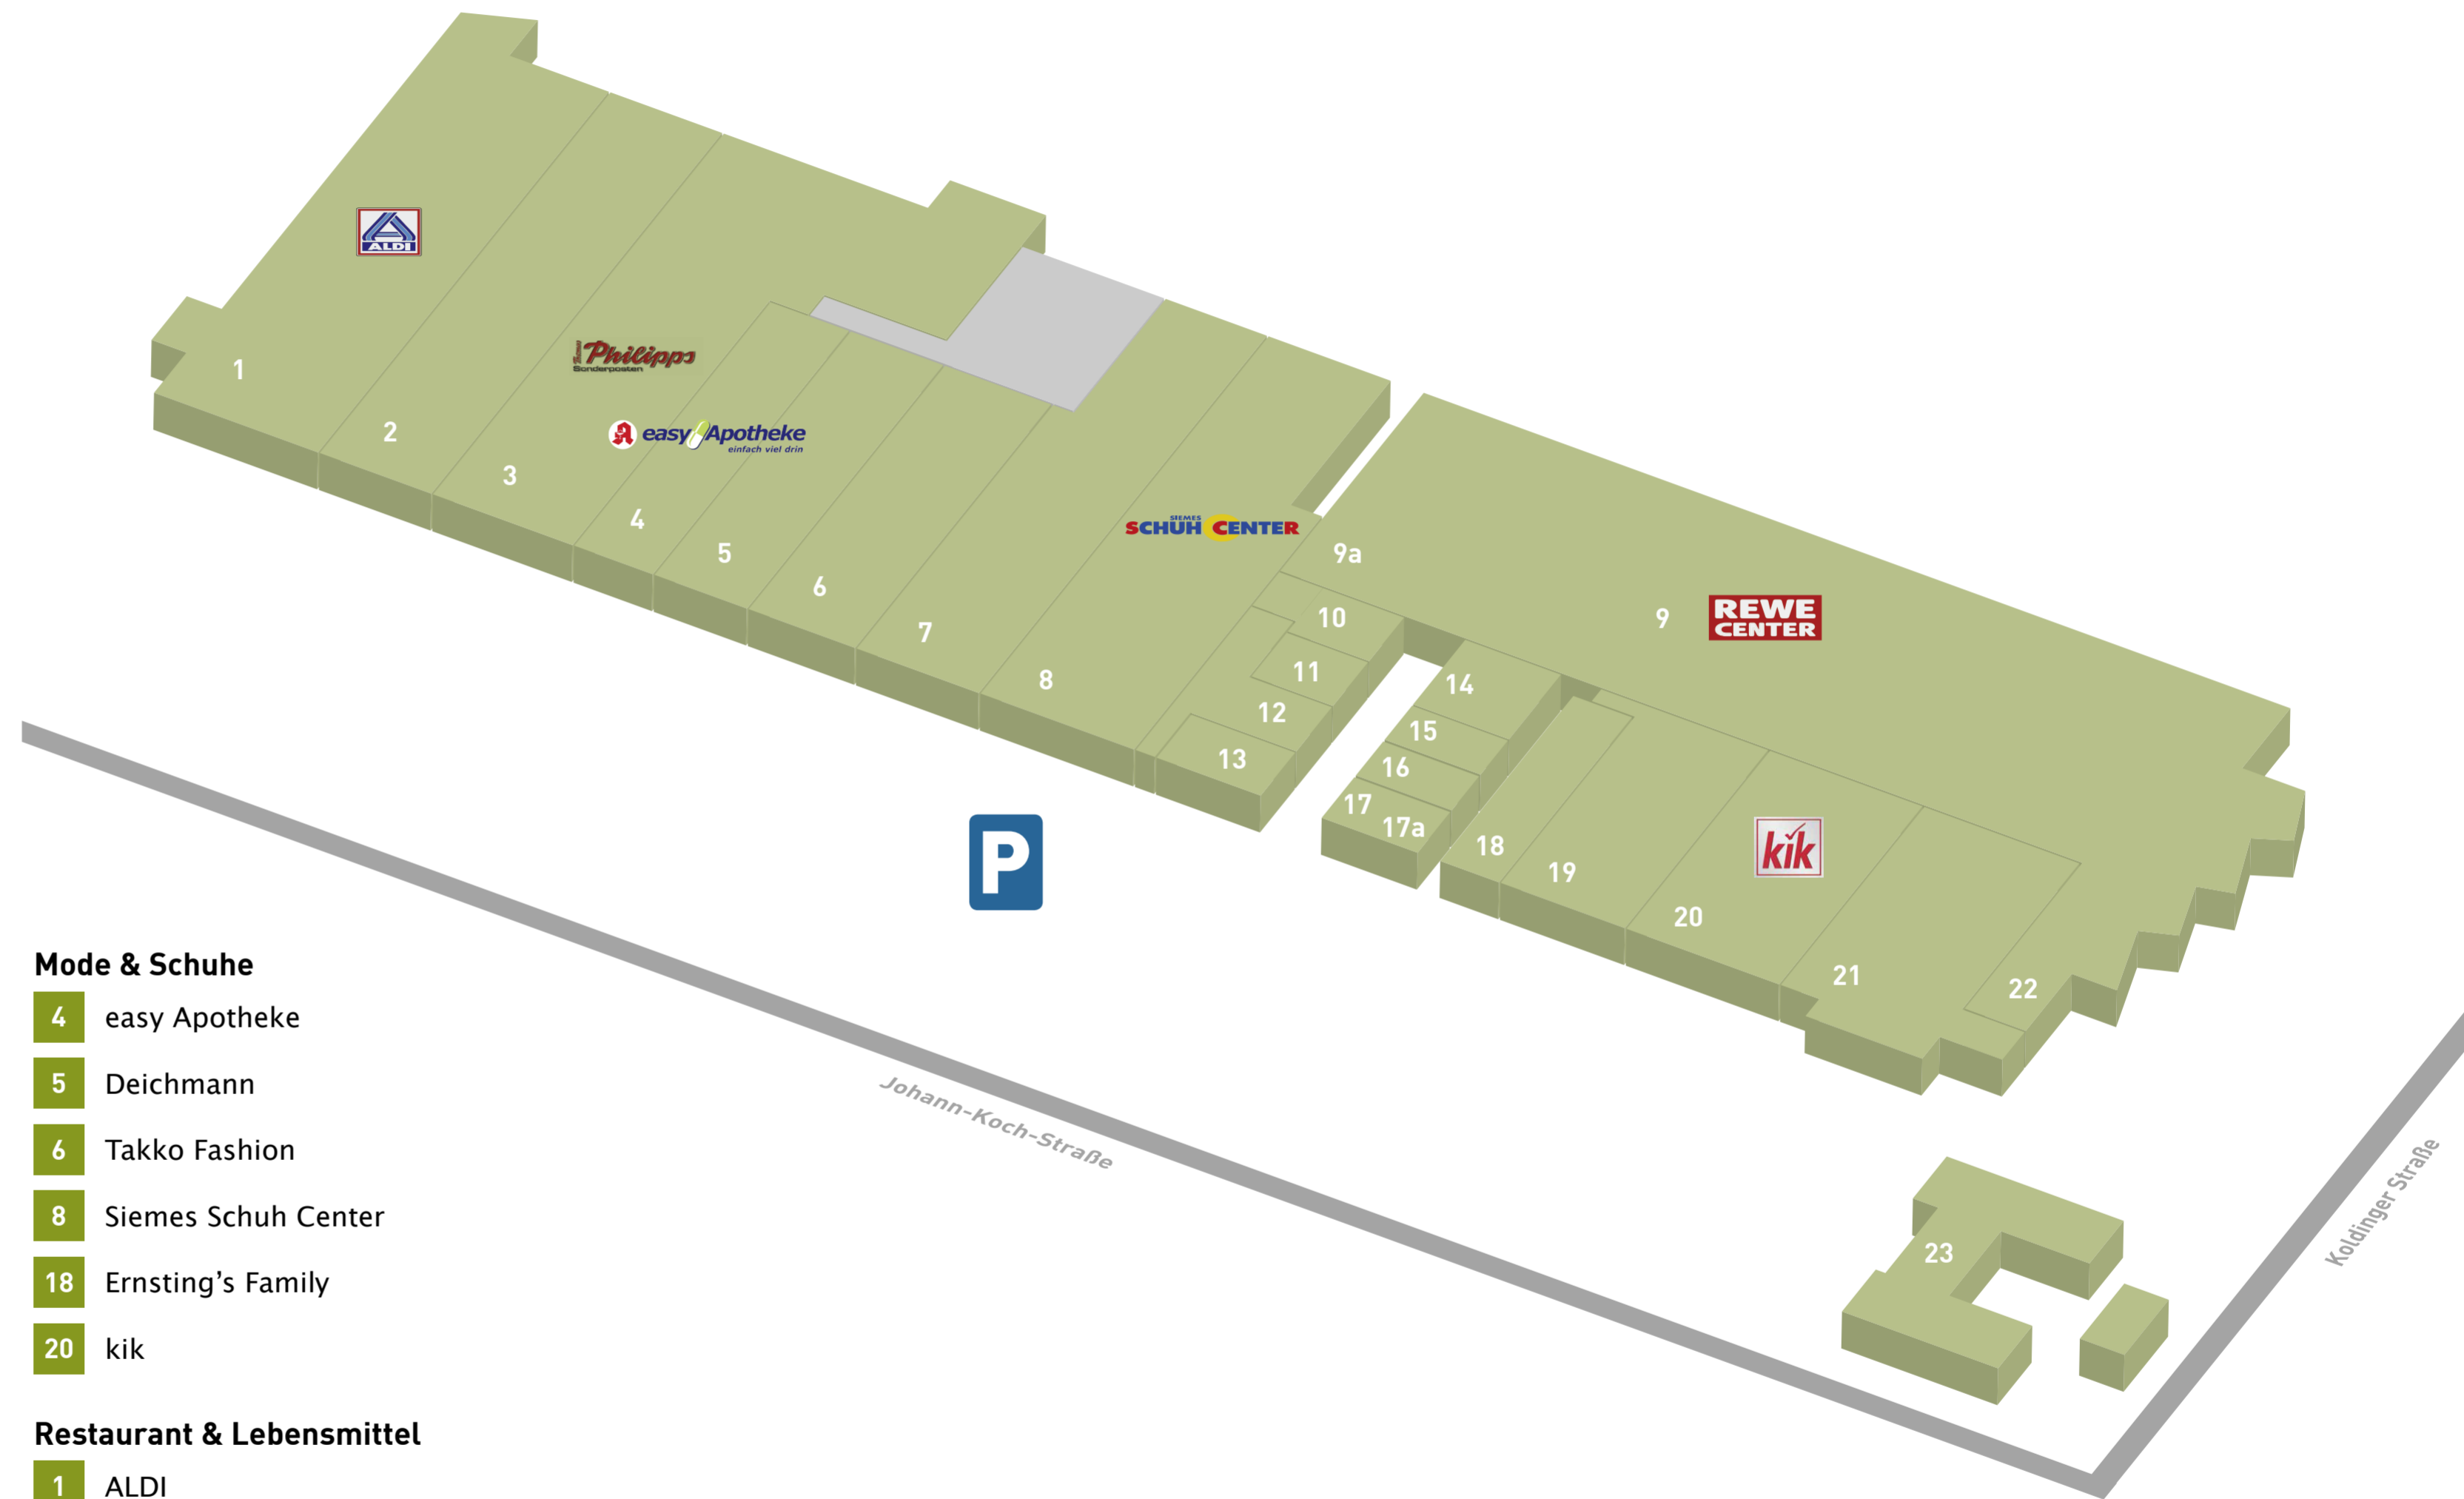 ALDI
1
2
Thomas Philipps
Sonderposten
3
easy Apotheke
einfach viel drin
4
5
6
7
SIEMES
SCHUH CENTER
8
9a
9
REWE
CENTER
10
11
12
13
14
15
16
17
17a
18
19
kik
20
21
22
23
P
Johann-Koch-Straße
Koldinger Straße
Mode & Schuhe
4 easy Apotheke
5 Deichmann
6 Takko Fashion
8 Siemes Schuh Center
18 Ernsting’s Family
20 kik
Restaurant & Lebensmittel
1 ALDI